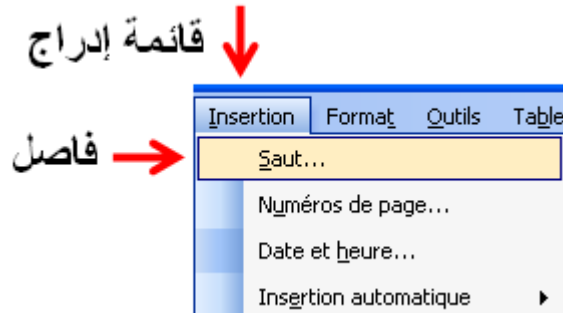 قائمة إدراج
Insertion Format Outils Table
فاصل
Saut...
Numéros de page...
Date et heure...
Insertion automatique